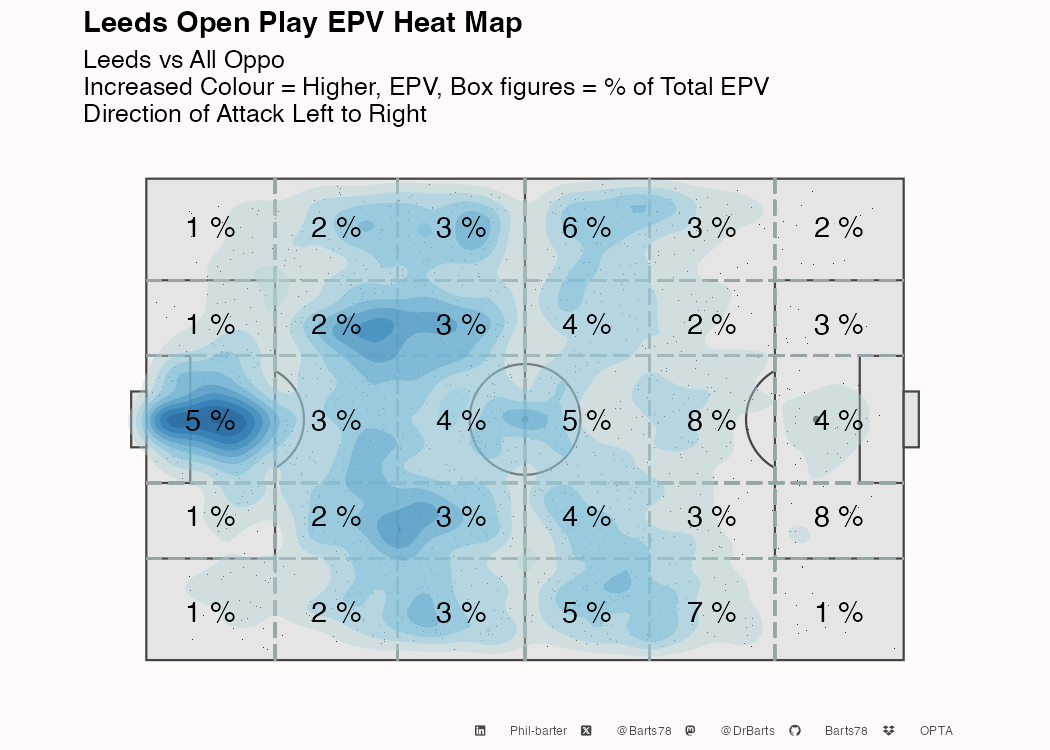 Leeds Open Play EPV Heat Map
Leeds vs All Oppo
Increased Colour = Higher, EPV, Box figures = % of Total EPV
Direction of Attack Left to Right
1 % 2 % 3 % 6 % 3 % 2 %
1 % 2 % 3 % 4 % 2 % 3 %
5 % 3 % 4 % 5 % 8 % 4 %
1 % 2 % 3 % 4 % 3 % 8 %
1 % 2 % 3 % 5 % 7 % 1 %
Phil-barter @Barts78 @DrBarts Barts78 OPTA